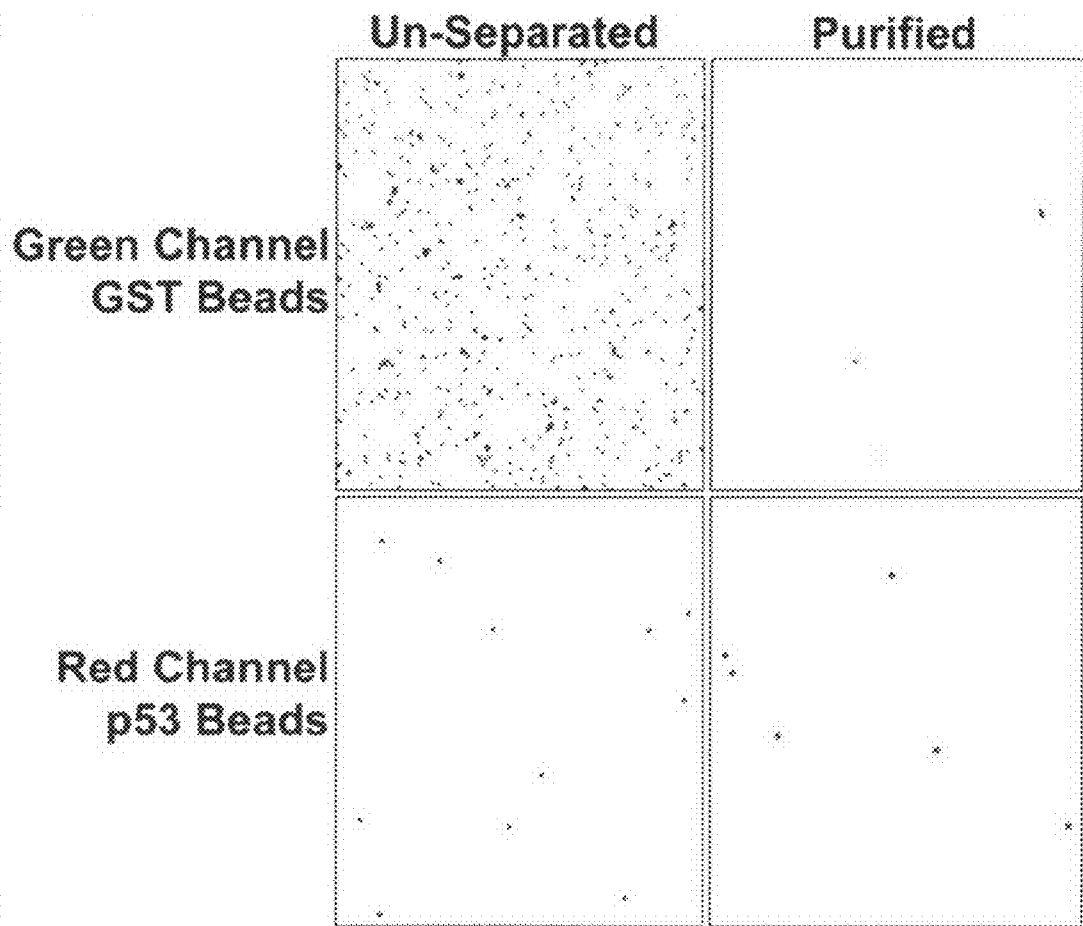 Un-Separated
Purified
Green Channel
GST Beads
Red Channel
p53 Beads